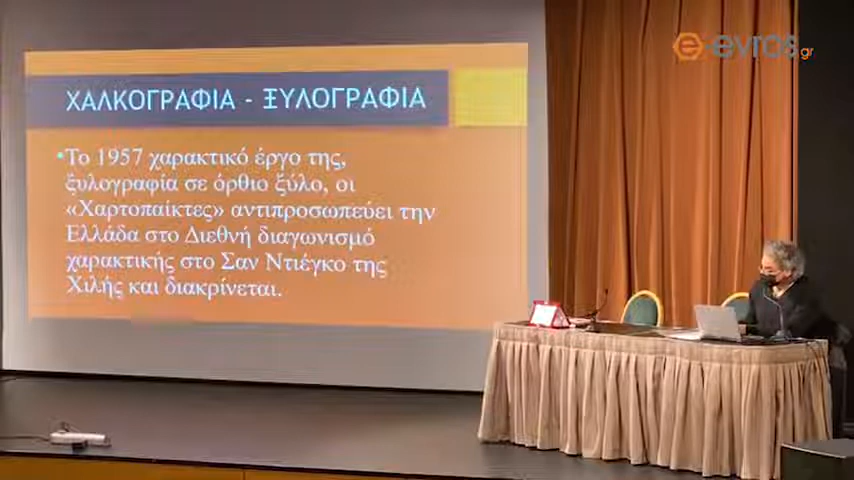 e-evros.gr
ΧΑΛΚΟΓΡΑΦΙΑ - ΞΥΛΟΓΡΑΦΙΑ
•Το 1957 χαρακτικό έργο της,
ξυλογραφία σε όρθιο ξύλο, οι
«Χαρτοπαίκτες» αντιπροσωπεύει την
Ελλάδα στο Διεθνή διαγωνισμό
χαρακτικής στο Σαν Ντιέγκο της
Χιλής και διακρίνεται.